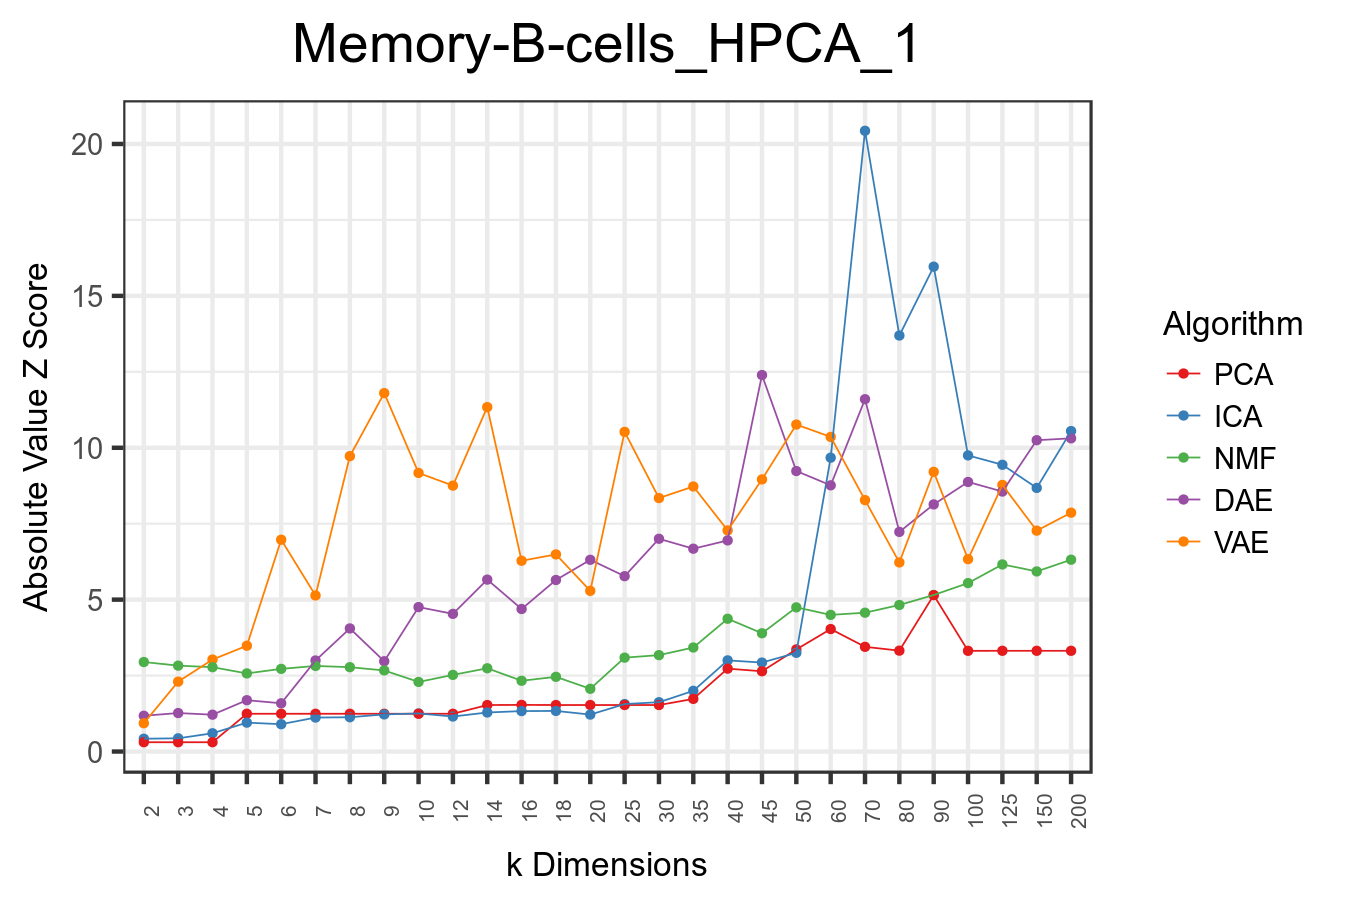 Memory-B-cells_HPCA_1
Absolute Value Z Score
20
15
10
5
0
2 3 4 5 6 7 8 9 10 12 14 16 18 20 25 30 35 40 45 50 60 70 80 90 100 125 150 200
k Dimensions
Algorithm
PCA
ICA
NMF
DAE
VAE